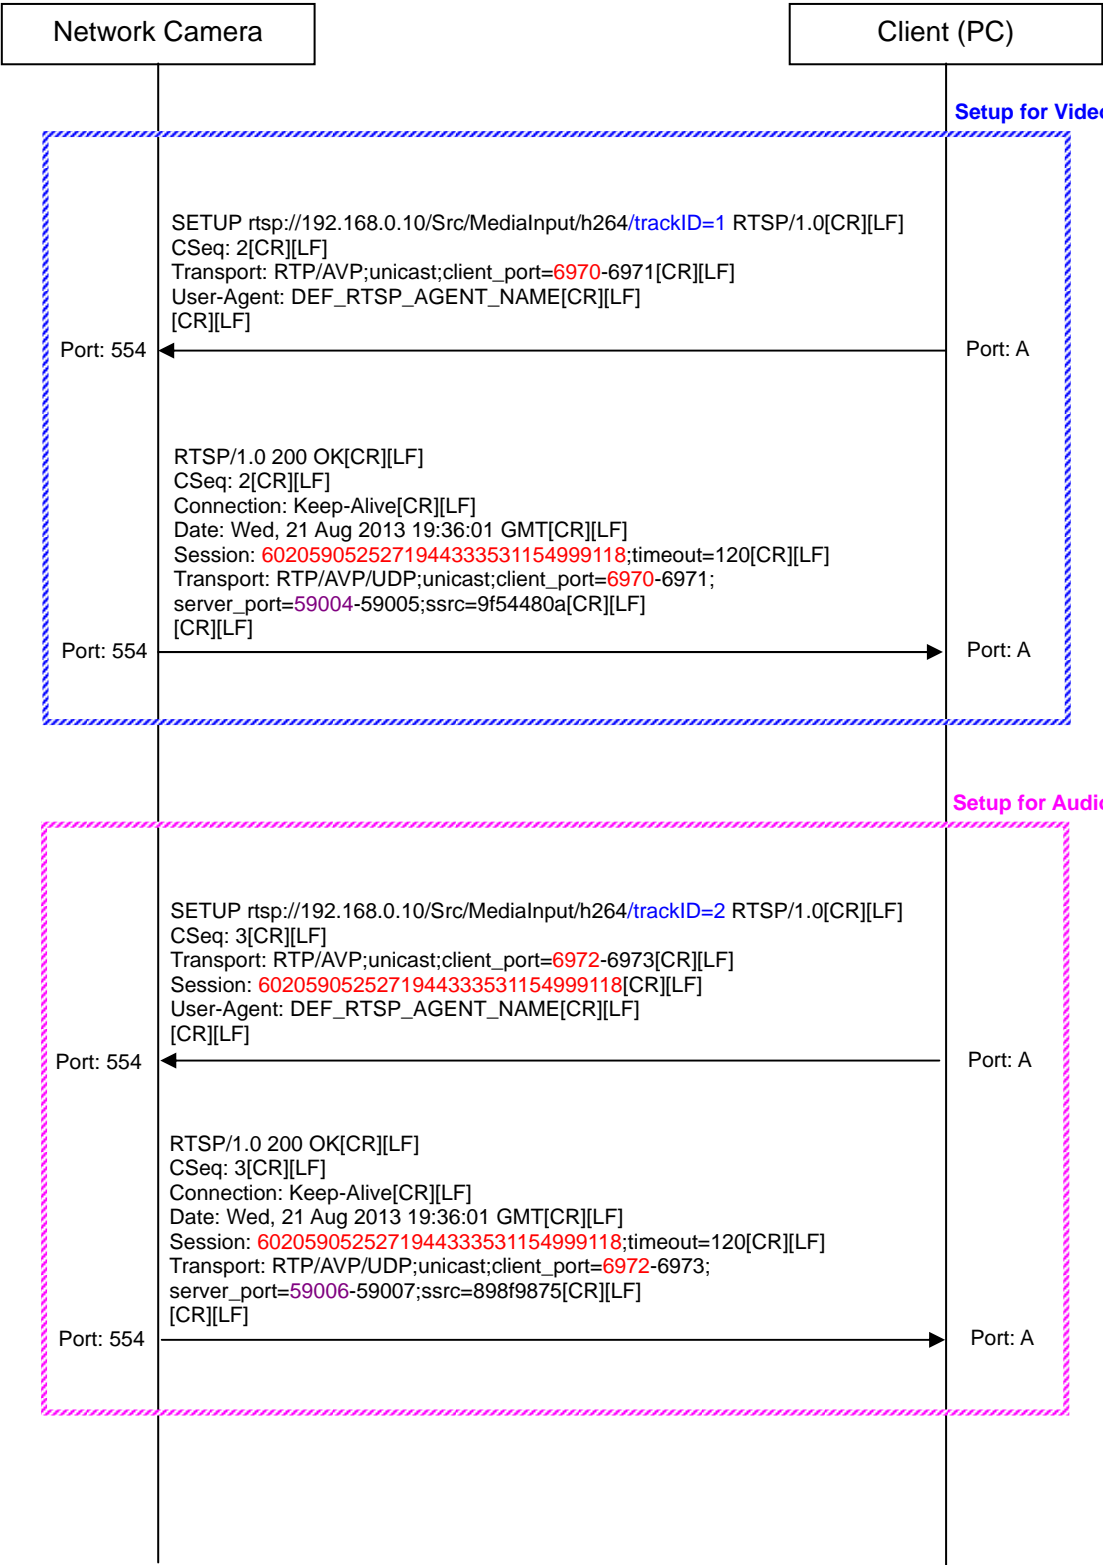 Network Camera
Client (PC)
Setup for Video
SETUP rtsp://192.168.0.10/Src/MediaInput/h264/trackID=1 RTSP/1.0[CR][LF]
CSeq: 2[CR][LF]
Transport: RTP/AVP;unicast;client_port=6970-6971[CR][LF]
User-Agent: DEF_RTSP_AGENT_NAME[CR][LF]
[CR][LF]
Port: 554
Port: A
RTSP/1.0 200 OK[CR][LF]
CSeq: 2[CR][LF]
Connection: Keep-Alive[CR][LF]
Date: Wed, 21 Aug 2013 19:36:01 GMT[CR][LF]
Session: 60205905252719444333531154999118;timeout=120[CR][LF]
Transport: RTP/AVP/UDP;unicast;client_port=6970-6971;
server_port=59004-59005;ssrc=9f54480a[CR][LF]
[CR][LF]
Port: 554
Port: A
Setup for Audio
SETUP rtsp://192.168.0.10/Src/MediaInput/h264/trackID=2 RTSP/1.0[CR][LF]
CSeq: 3[CR][LF]
Transport: RTP/AVP;unicast;client_port=6972-6973[CR][LF]
Session: 60205905252719444333531154999118[CR][LF]
User-Agent: DEF_RTSP_AGENT_NAME[CR][LF]
[CR][LF]
Port: 554
Port: A
RTSP/1.0 200 OK[CR][LF]
CSeq: 3[CR][LF]
Connection: Keep-Alive[CR][LF]
Date: Wed, 21 Aug 2013 19:36:01 GMT[CR][LF]
Session: 60205905252719444333531154999118;timeout=120[CR][LF]
Transport: RTP/AVP/UDP;unicast;client_port=6972-6973;
server_port=59006-59007;ssrc=898f9875[CR][LF]
[CR][LF]
Port: 554
Port: A